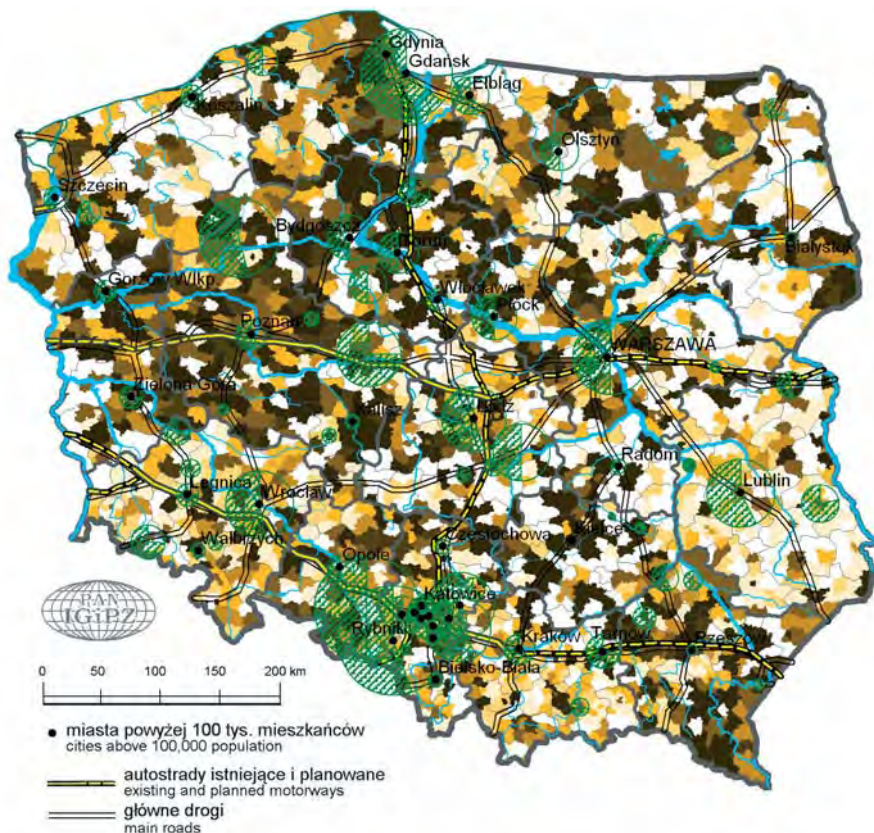 Gdynia
Gdańsk
Elbląg
Koszalin
Olsztyn
Szczecin
Bydgoszcz
Toruń
Białystok
Gorzów Wlkp.
Włocławek
Płock
Poznań
WARSZAWA
Zielona Góra
Kalisz
Łódź
Radom
Legnica
Wrocław
Lublin
Wałbrzych
Częstochowa
Kielce
Opole
PAN
IGiPZ
Katowice
Rybnik
Kraków
Tarnów
Rzeszów
Bielsko-Biała
0 50 100 150 200 km
miasta powyżej 100 tys. mieszkańców
cities above 100,000 population
autostrady istniejące i planowane
existing and planned motorways
główne drogi
main roads